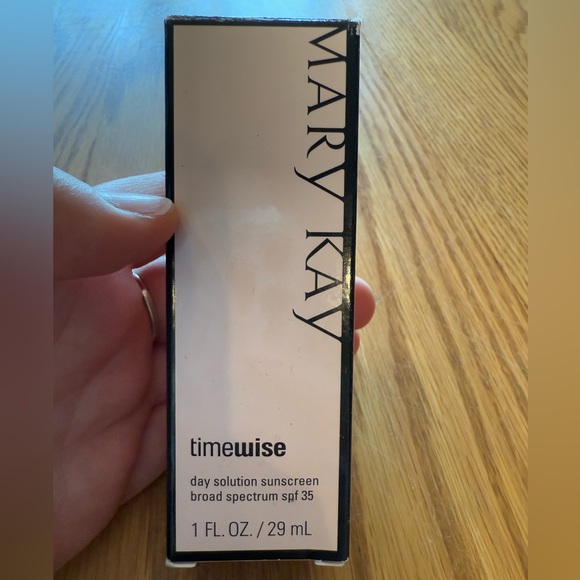 MARY KAY
timewise
day solution sunscreen
broad spectrum spf 35
1 FL. OZ. / 29 mL